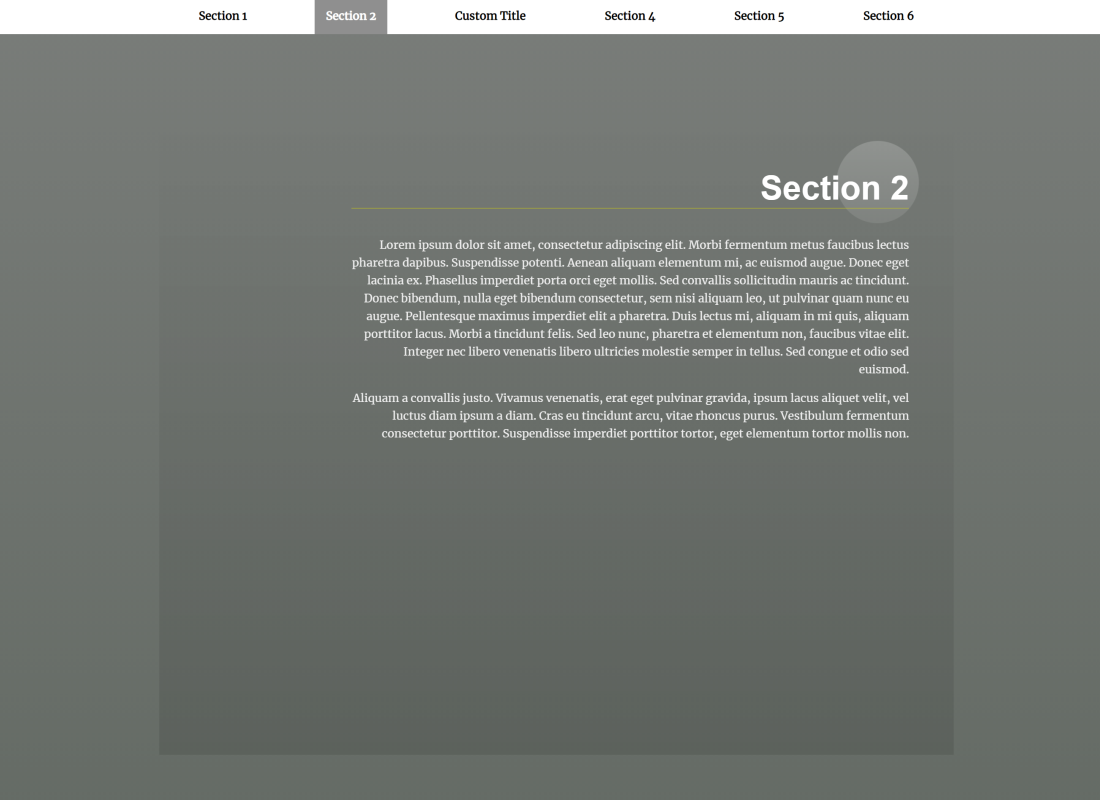 Section 1 Section 2 Custom Title Section 4 Section 5 Section 6
Section 2
Lorem ipsum dolor sit amet, consectetur adipiscing elit. Morbi fermentum metus faucibus lectus
pharetra dapibus. Suspendisse potenti. Aenean aliquam elementum mi, ac euismod augue. Donec eget
lacinia ex. Phasellus imperdiet porta orci eget mollis. Sed convallis sollicitudin mauris ac tincidunt.
Donec bibendum, nulla eget bibendum consectetur, sem nisi aliquam leo, ut pulvinar quam nunc eu
augue. Pellentesque maximus imperdiet elit a pharetra. Duis lectus mi, aliquam in mi quis, aliquam
porttitor lacus. Morbi a tincidunt felis. Sed leo nunc, pharetra et elementum non, faucibus vitae elit.
Integer nec libero venenatis libero ultricies molestie semper in tellus. Sed congue et odio sed
euismod.
Aliquam a convallis justo. Vivamus venenatis, erat eget pulvinar gravida, ipsum lacus aliquet velit, vel
luctus diam ipsum a diam. Cras eu tincidunt arcu, vitae rhoncus purus. Vestibulum fermentum
consectetur porttitor. Suspendisse imperdiet porttitor tortor, eget elementum tortor mollis non.